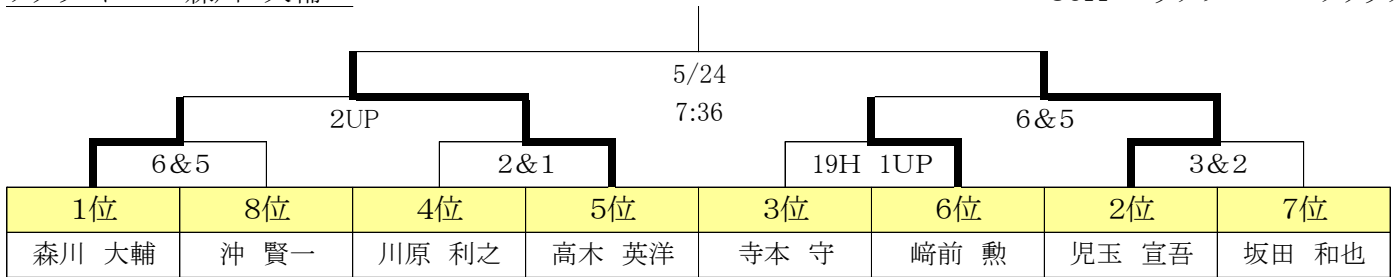 5/24
7:36
2UP 6&5
6&5 2&1 19H 1UP 3&2
1位 8位 4位 5位 3位 6位 2位 7位
森川 大輔 沖 賢一 川原 利之 高木 英洋 寺本 守 﨑前 勲 児玉 宣吾 坂田 和也